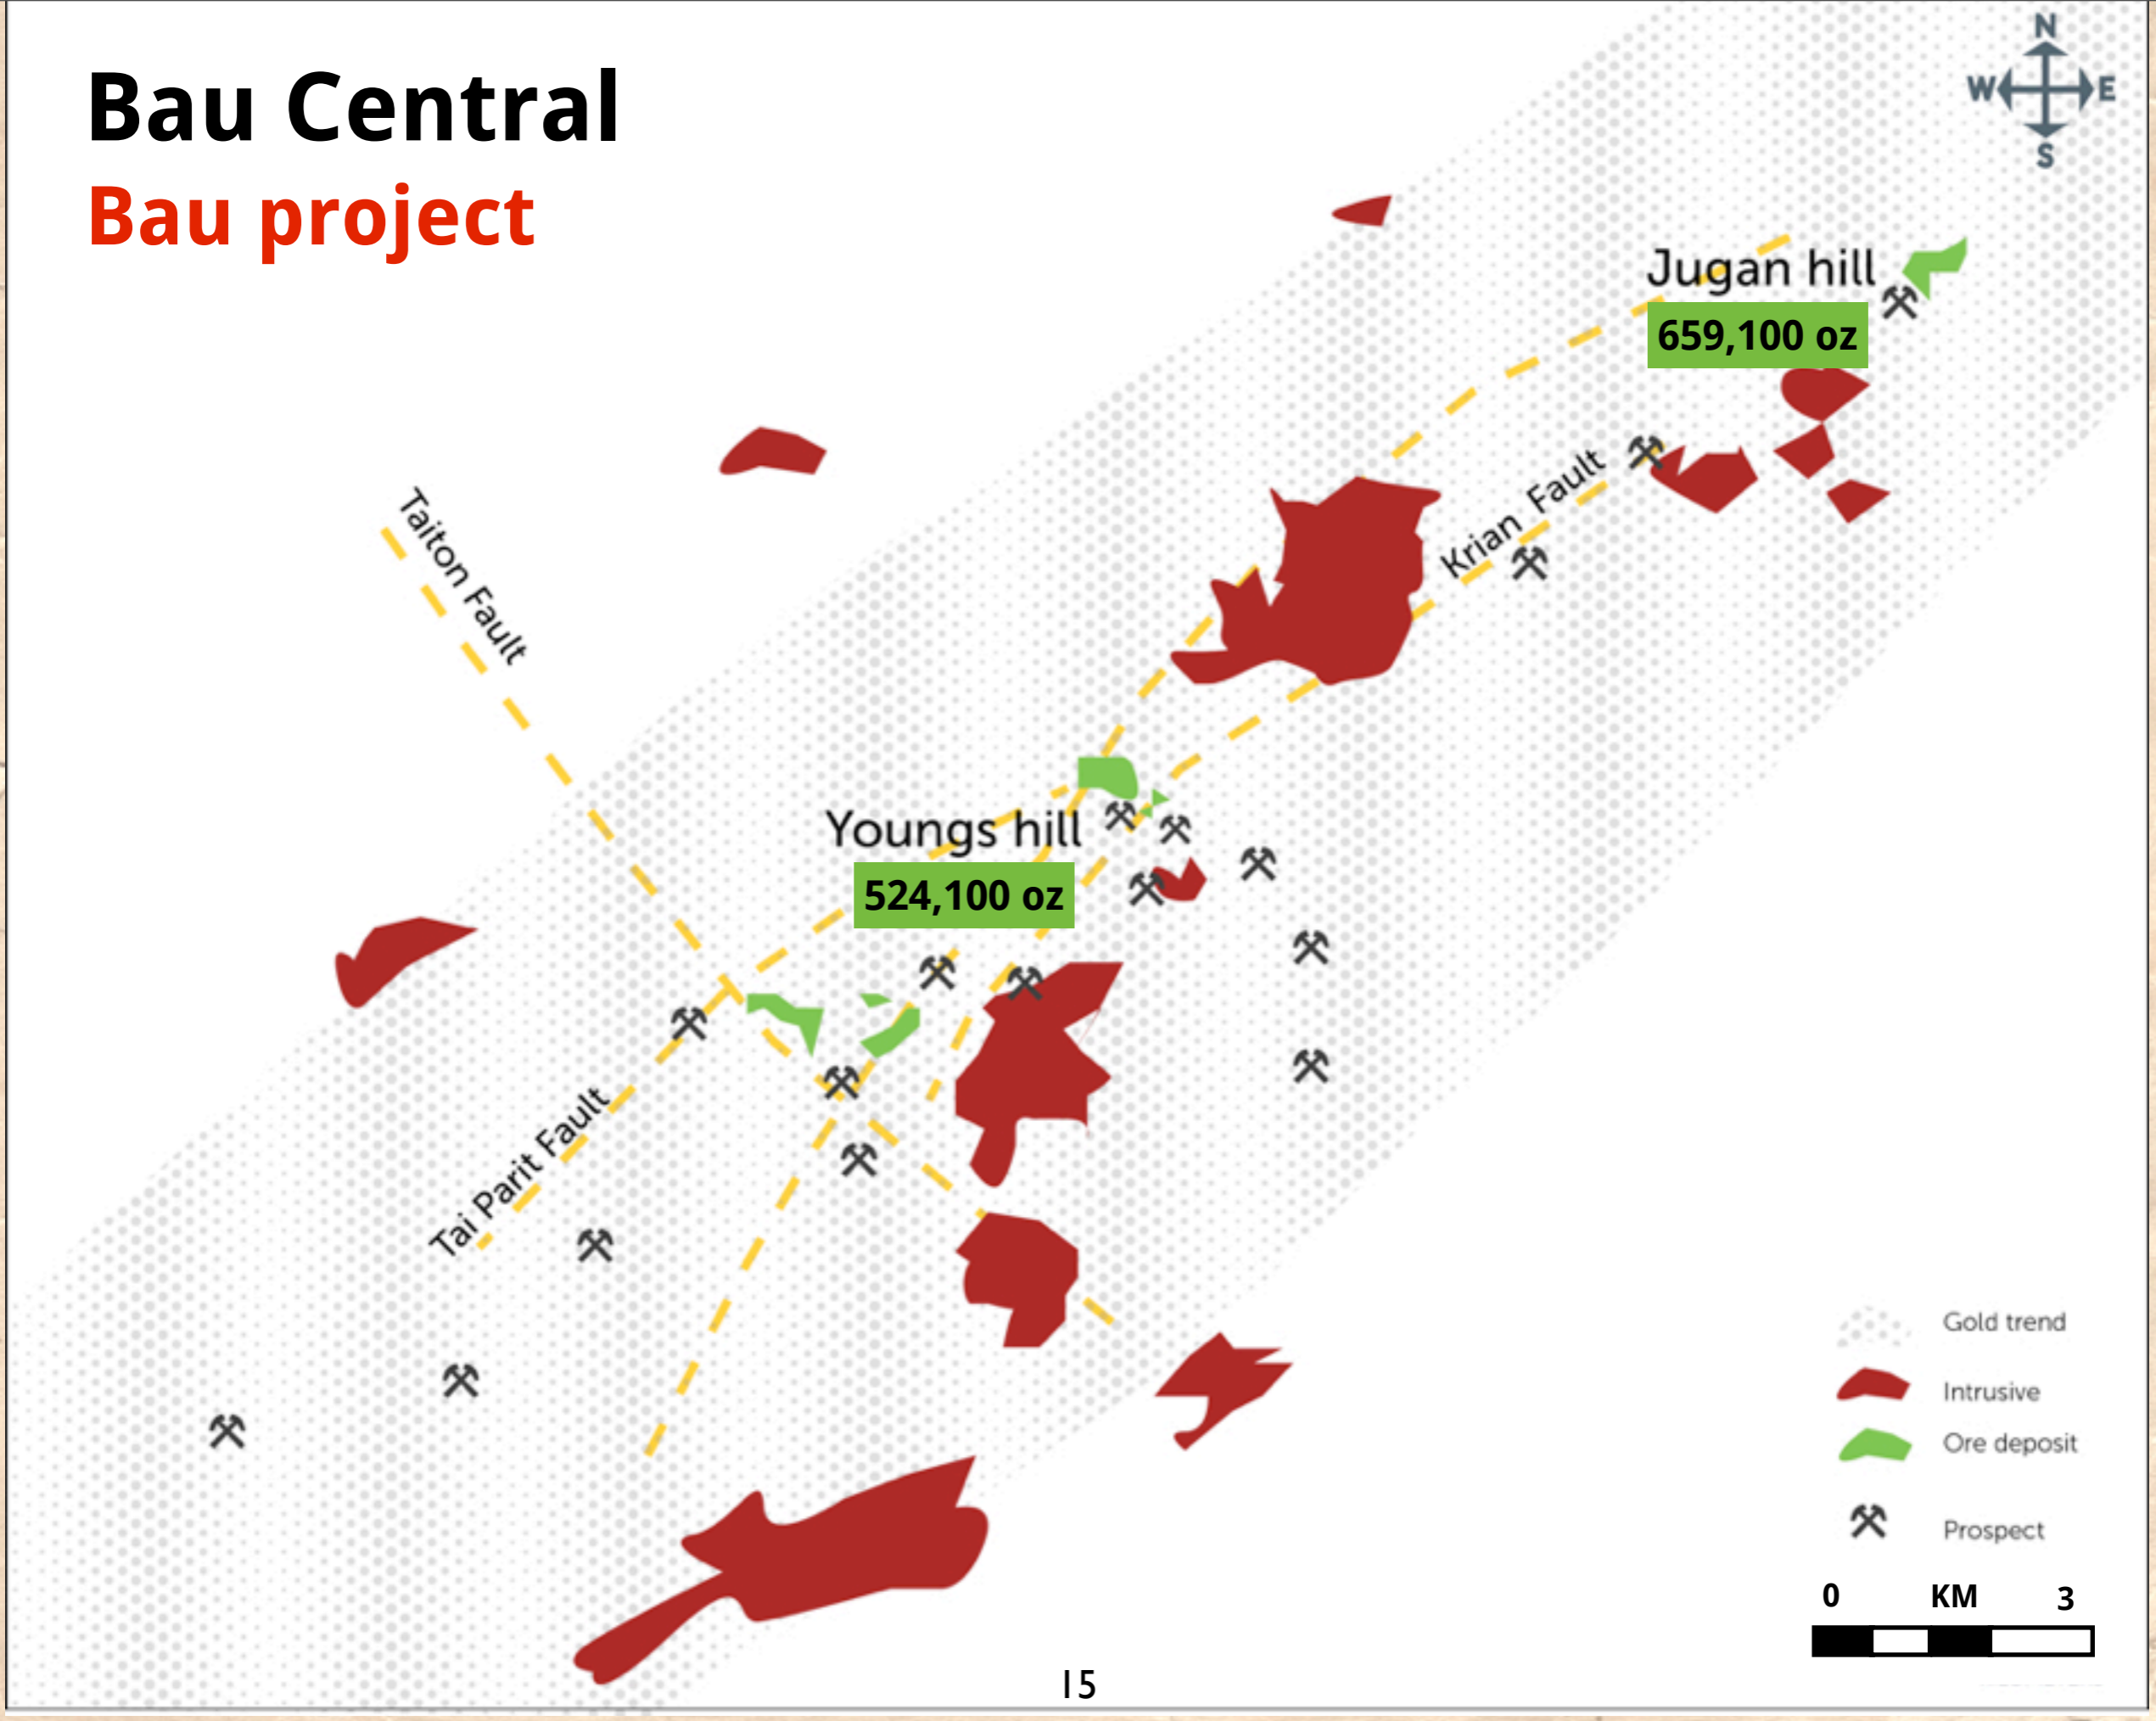 Bau Central
Bau project
N
W E
S
Jugan hill
659,100 oz
Taiton Fault
Krian Fault
Youngs hill
524,100 oz
Tai Parit Fault
Gold trend
Intrusive
Ore deposit
Prospect
0 KM 3
15